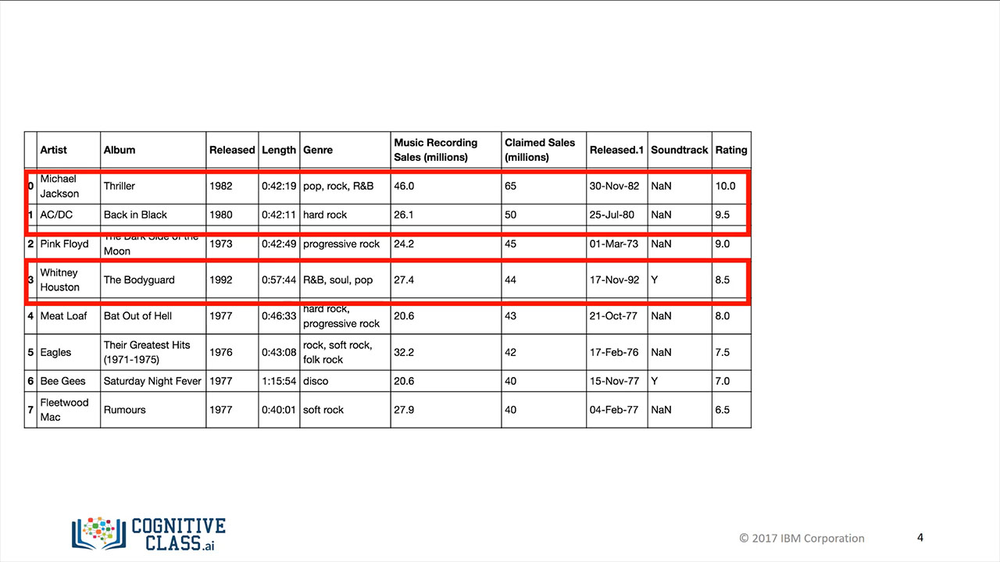 Artist Album Released Length Genre Music Recording Sales (millions) Claimed Sales (millions) Released.1 Soundtrack Rating
0 Michael Jackson Thriller 1982 0:42:19 pop, rock, R&B 46.0 65 30-Nov-82 NaN 10.0
1 AC/DC Back in Black 1980 0:42:11 hard rock 26.1 50 25-Jul-80 NaN 9.5
2 Pink Floyd The Dark Side of the Moon 1973 0:42:49 progressive rock 24.2 45 01-Mar-73 NaN 9.0
3 Whitney Houston The Bodyguard 1992 0:57:44 R&B, soul, pop 27.4 44 17-Nov-92 Y 8.5
4 Meat Loaf Bat Out of Hell 1977 0:46:33 hard rock, progressive rock 20.6 43 21-Oct-77 NaN 8.0
5 Eagles Their Greatest Hits (1971-1975) 1976 0:43:08 rock, soft rock, folk rock 32.2 42 17-Feb-76 NaN 7.5
6 Bee Gees Saturday Night Fever 1977 1:15:54 disco 20.6 40 15-Nov-77 Y 7.0
7 Fleetwood Mac Rumours 1977 0:40:01 soft rock 27.9 40 04-Feb-77 NaN 6.5
COGNITIVE
CLASS.ai
© 2017 IBM Corporation 4